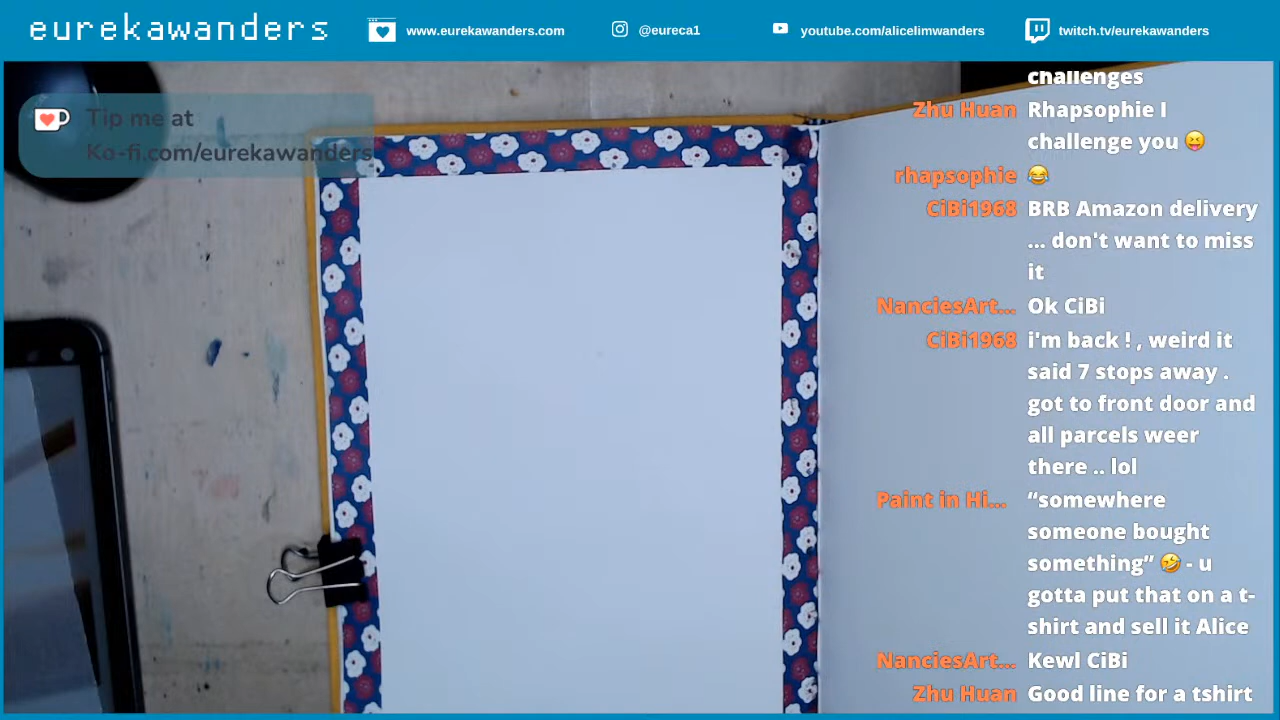 eurekawanders
www.eurekawanders.com
@eureca1
youtube.com/alicelimwanders
twitch.tv/eurekawanders
Tip me at
Ko-fi.com/eurekawanders
challenges
Zhu Huan Rhapsophie I
challenge you 😝
rhapsophie 😂
CiBi1968 BRB Amazon delivery
... don't want to miss
it
NanciesArt... Ok CiBi
CiBi1968 i'm back ! , weird it
said 7 stops away .
got to front door and
all parcels weer
there .. lol
Paint in Hi... “somewhere
someone bought
something” 🤣 - u
gotta put that on a t-
shirt and sell it Alice
NanciesArt... Kewl CiBi
Zhu Huan Good line for a tshirt